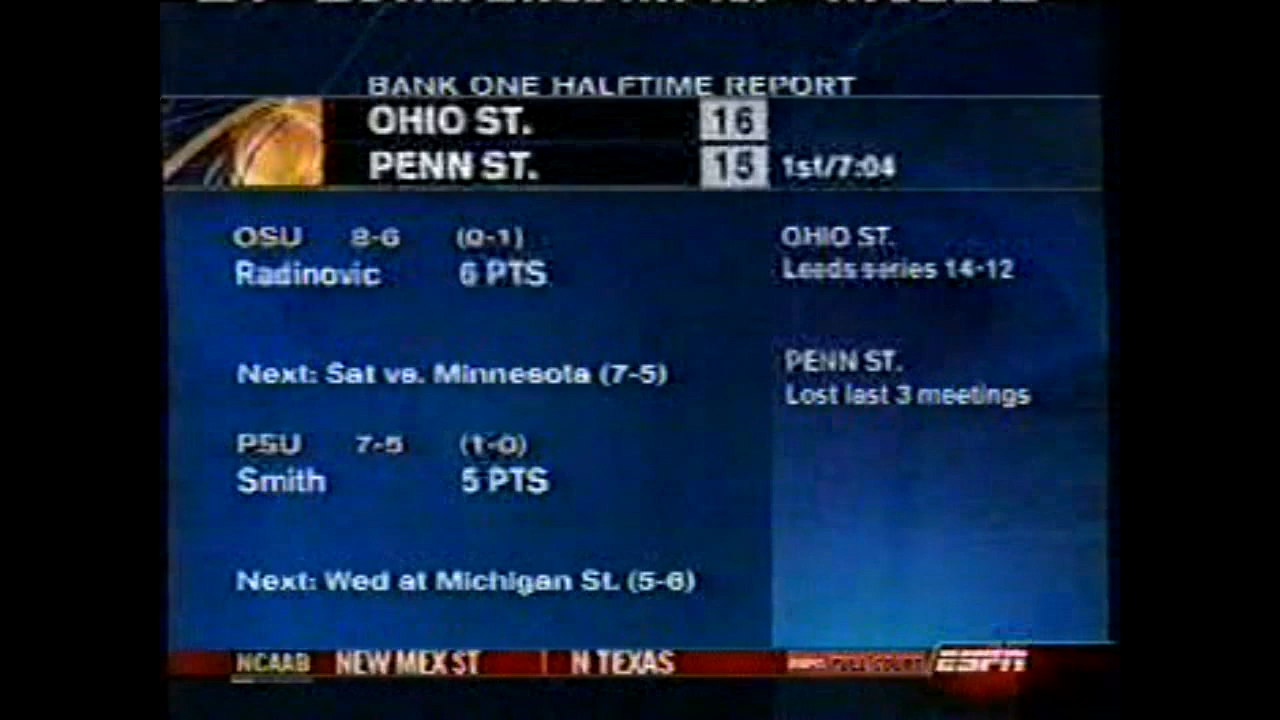 BANK ONE HALFTIME REPORT
OHIO ST. 16
PENN ST. 15 1st/7:04
OSU 8-6 (0-1)
Radinovic 6 PTS
Next: Sat vs. Minnesota (7-5)
PSU 7-5 (1-0)
Smith 5 PTS
Next: Wed at Michigan St. (5-6)
OHIO ST.
Leads series 14-12
PENN ST.
Lost last 3 meetings
NCAAB NEW MEX ST N TEXAS
FULL COURT ESPN